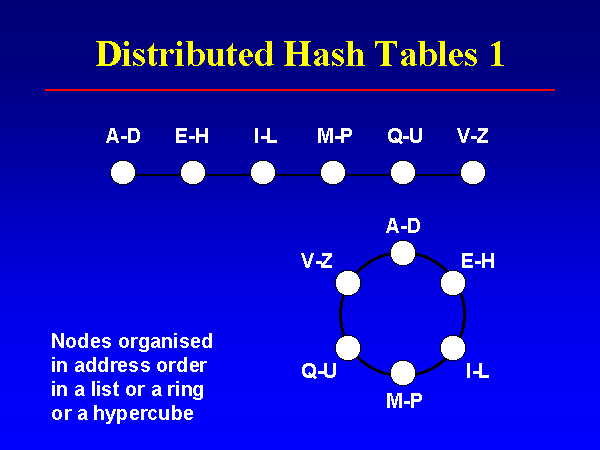 Distributed Hash Tables 1
A-D E-H I-L M-P Q-U V-Z
A-D
V-Z E-H
Q-U I-L
M-P
Nodes organised
in address order
in a list or a ring
or a hypercube